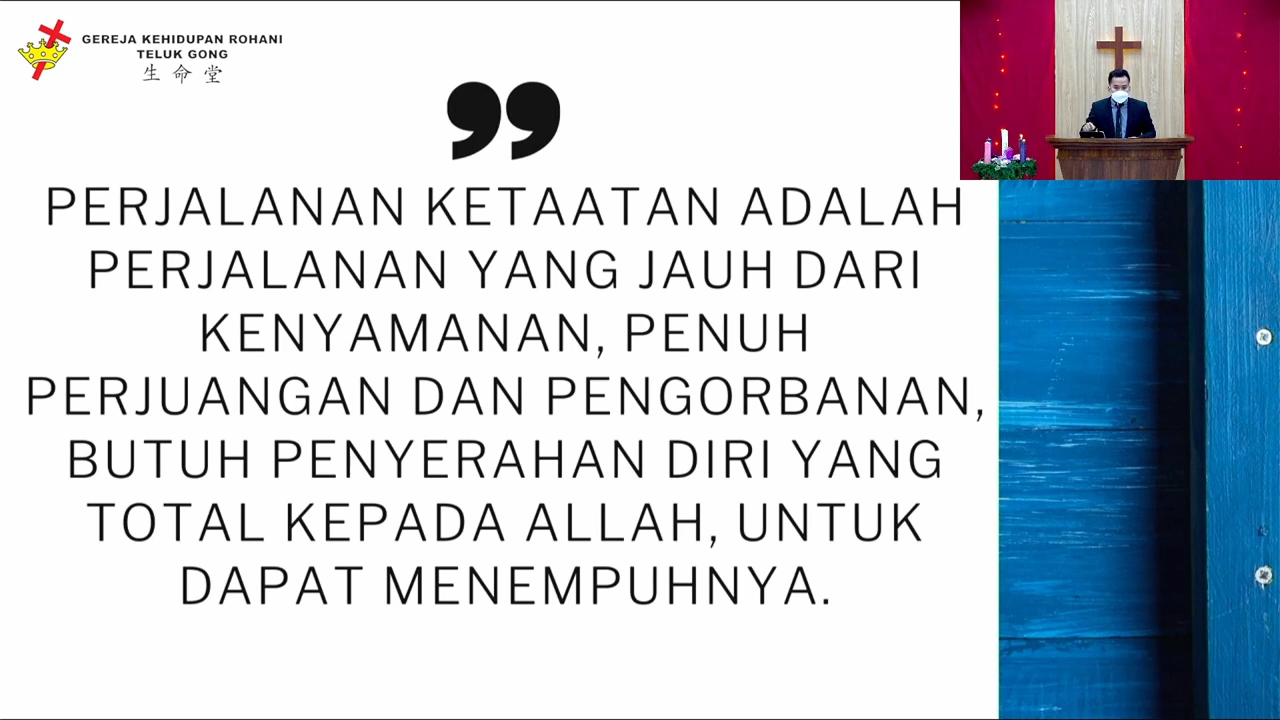 GEREJA KEHIDUPAN ROHANI
TELUK GONG
生命堂
PERJALANAN KETAATAN ADALAH
PERJALANAN YANG JAUH DARI
KENYAMANAN, PENUH
PERJUANGAN DAN PENGORBANAN,
BUTUH PENYERAHAN DIRI YANG
TOTAL KEPADA ALLAH, UNTUK
DAPAT MENEMPUHNYA.